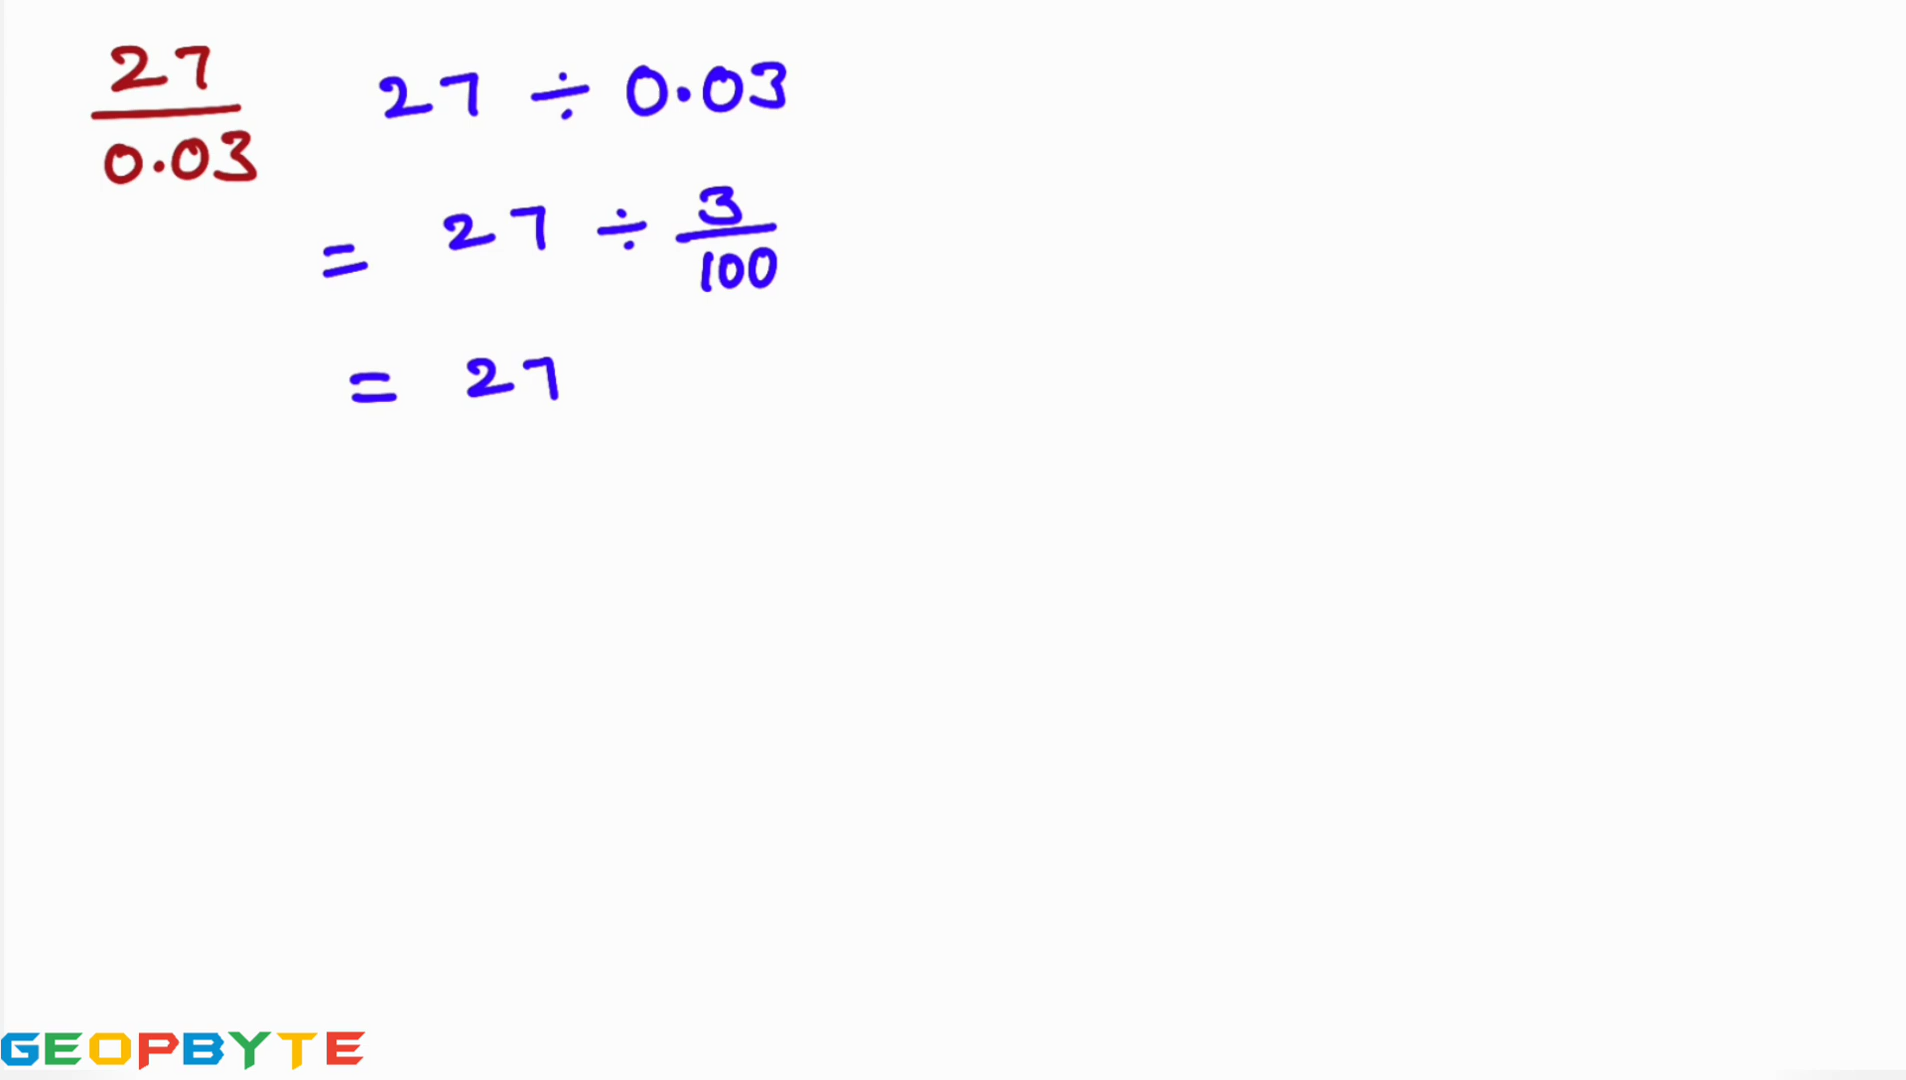 27/0.03
27 ÷ 0.03
= 27 ÷ 3/100
= 27
GEOPBYTE